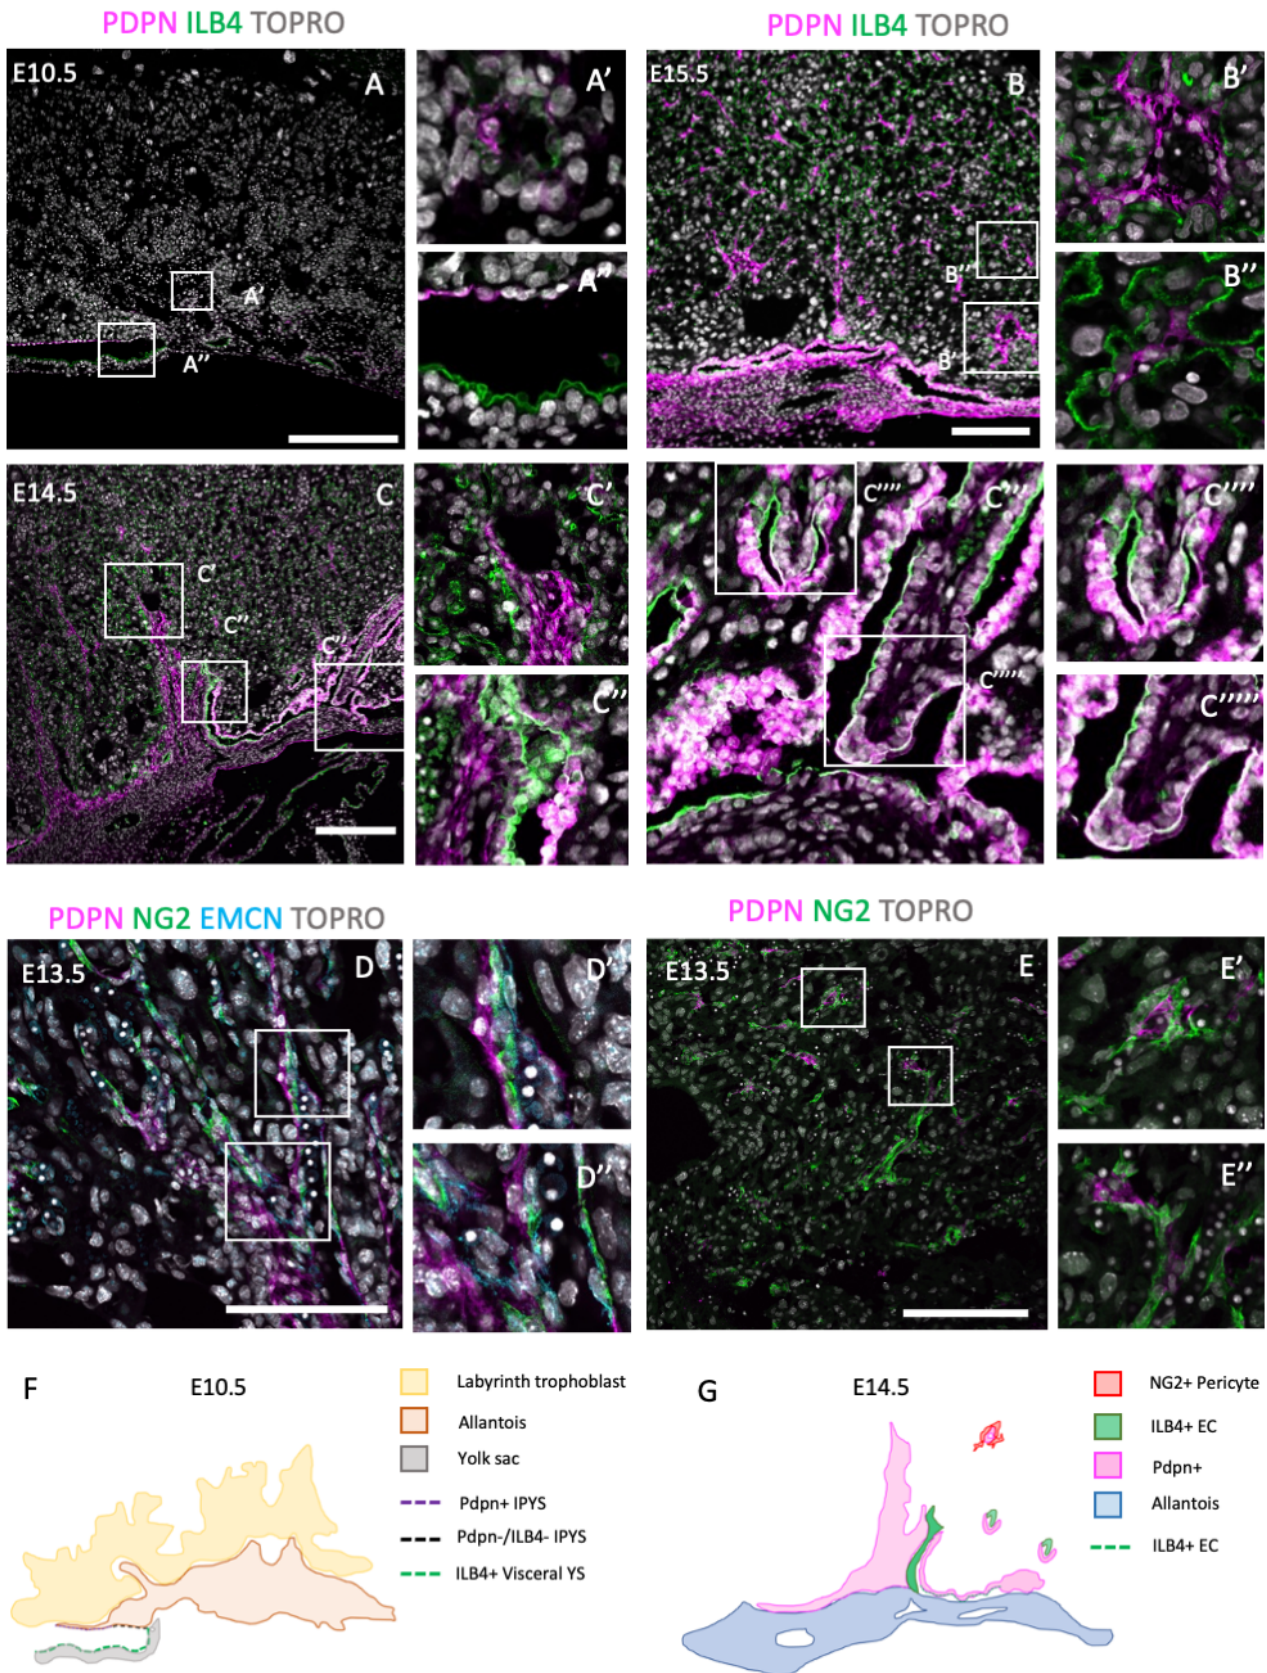 PDPN ILB4 TOPRO
PDPN ILB4 TOPRO
E10.5
A
A’
A’
A’’
A’’
E15.5
B
B’
B’’
B’’
B’
E14.5
C
C’
C’
C’’
C’’
C’’’
C’’’’
C’’’’
C’’’’
C’’’’’
C’’’’’
PDPN NG2 EMCN TOPRO
PDPN NG2 TOPRO
E13.5
D
D’
D’’
E13.5
E
E’
E’’
F
E10.5
Labyrinth trophoblast
Allantois
Yolk sac
Pdpn+ IPYS
Pdpn-/ILB4- IPYS
ILB4+ Visceral YS
G
E14.5
NG2+ Pericyte
ILB4+ EC
Pdpn+
Allantois
ILB4+ EC